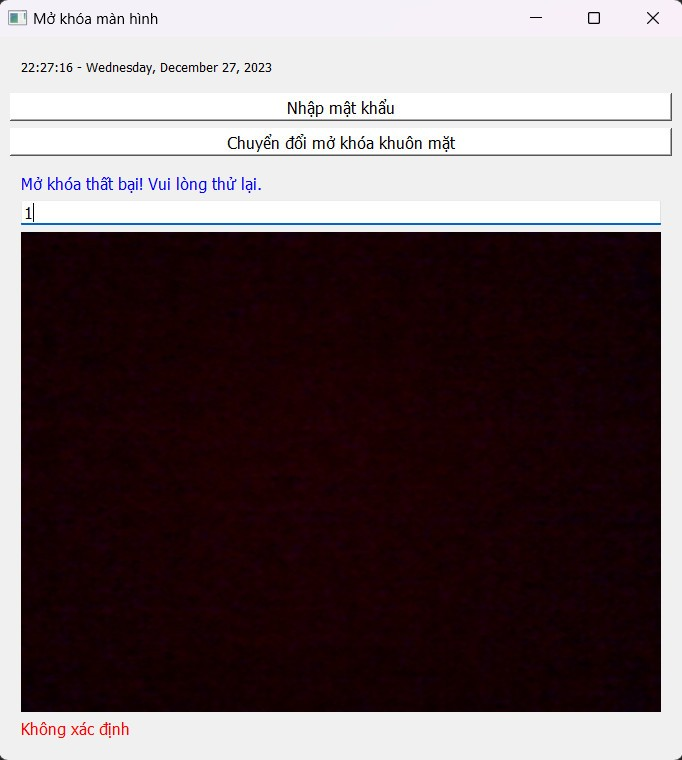 Mở khóa màn hình
22:27:16 - Wednesday, December 27, 2023
Nhập mật khẩu
Chuyển đổi mở khóa khuôn mặt
Mở khóa thất bại! Vui lòng thử lại.
1
Không xác định